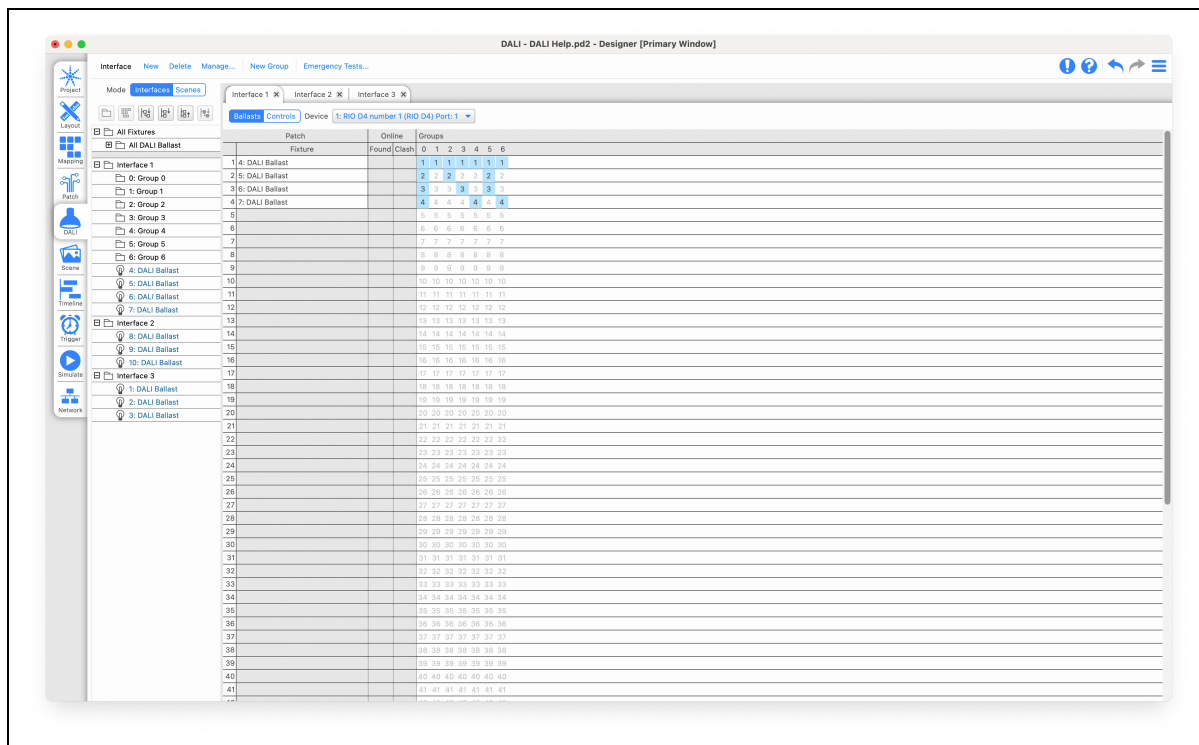 DALI - DALI Help.pd2 - Designer [Primary Window]
Interface New Delete Manage... New Group Emergency Tests...
Project
Layout
Mapping
Patch
DALI
Scene
Timeline
Trigger
Simulate
Network
Mode Interfaces Scenes
All Fixtures
All DALI Ballast
Interface 1
0: Group 0
1: Group 1
2: Group 2
3: Group 3
4: Group 4
5: Group 5
6: Group 6
4: DALI Ballast
5: DALI Ballast
6: DALI Ballast
7: DALI Ballast
Interface 2
8: DALI Ballast
9: DALI Ballast
10: DALI Ballast
Interface 3
1: DALI Ballast
2: DALI Ballast
3: DALI Ballast
Interface 1 Interface 2 Interface 3
Ballasts Controls Device 1: RIO D4 number 1 (RIO D4) Port: 1
Patch Online Groups
Fixture Found Clash 0 1 2 3 4 5 6
1 4: DALI Ballast 1 1 1 1 1 1 1
2 5: DALI Ballast 2 2 2 2 2 2 2
3 6: DALI Ballast 3 3 3 3 3 3 3
4 7: DALI Ballast 4 4 4 4 4 4 4
5 5 5 5 5 5 5 5
6 6 6 6 6 6 6 6
7 7 7 7 7 7 7 7
8 8 8 8 8 8 8 8
9 9 9 9 9 9 9 9
10 10 10 10 10 10 10 10
11 11 11 11 11 11 11 11
12 12 12 12 12 12 12 12
13 13 13 13 13 13 13 13
14 14 14 14 14 14 14 14
15 15 15 15 15 15 15 15
16 16 16 16 16 16 16 16
17 17 17 17 17 17 17 17
18 18 18 18 18 18 18 18
19 19 19 19 19 19 19 19
20 20 20 20 20 20 20 20
21 21 21 21 21 21 21 21
22 22 22 22 22 22 22 22
23 23 23 23 23 23 23 23
24 24 24 24 24 24 24 24
25 25 25 25 25 25 25 25
26 26 26 26 26 26 26 26
27 27 27 27 27 27 27 27
28 28 28 28 28 28 28 28
29 29 29 29 29 29 29 29
30 30 30 30 30 30 30 30
31 31 31 31 31 31 31 31
32 32 32 32 32 32 32 32
33 33 33 33 33 33 33 33
34 34 34 34 34 34 34 34
35 35 35 35 35 35 35 35
36 36 36 36 36 36 36 36
37 37 37 37 37 37 37 37
38 38 38 38 38 38 38 38
39 39 39 39 39 39 39 39
40 40 40 40 40 40 40 40
41 41 41 41 41 41 41 41